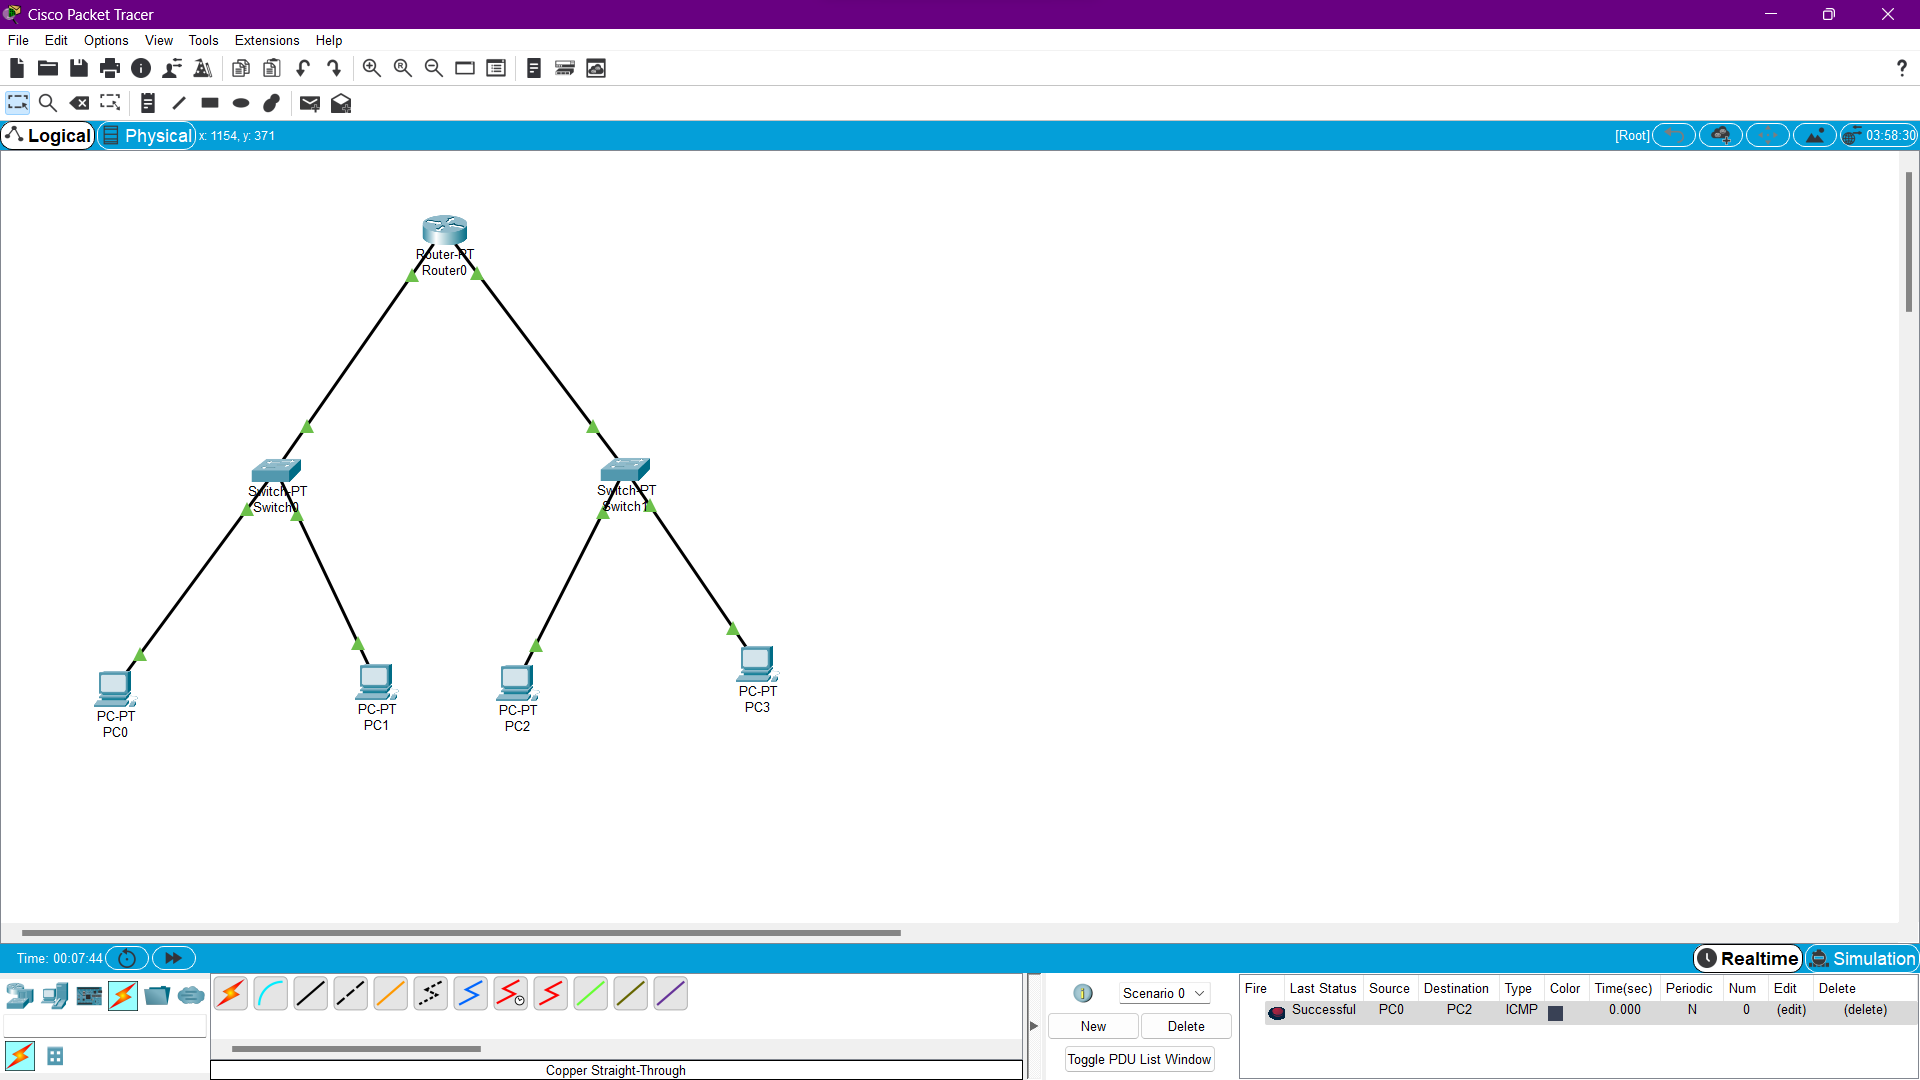 Cisco Packet Tracer
File Edit Options View Tools Extensions Help
?
Logical Physical x: 1154, y: 371 [Root] 03:58:30
Router-PT
Router0
Switch-PT
Switch0
Switch-PT
Switch1
PC-PT
PC0
PC-PT
PC1
PC-PT
PC2
PC-PT
PC3
Time: 00:07:44 Realtime Simulation
Scenario 0
New Delete
Toggle PDU List Window
Fire Last Status Source Destination Type Color Time(sec) Periodic Num Edit Delete
Successful PC0 PC2 ICMP 0.000 N 0 (edit) (delete)
Copper Straight-Through